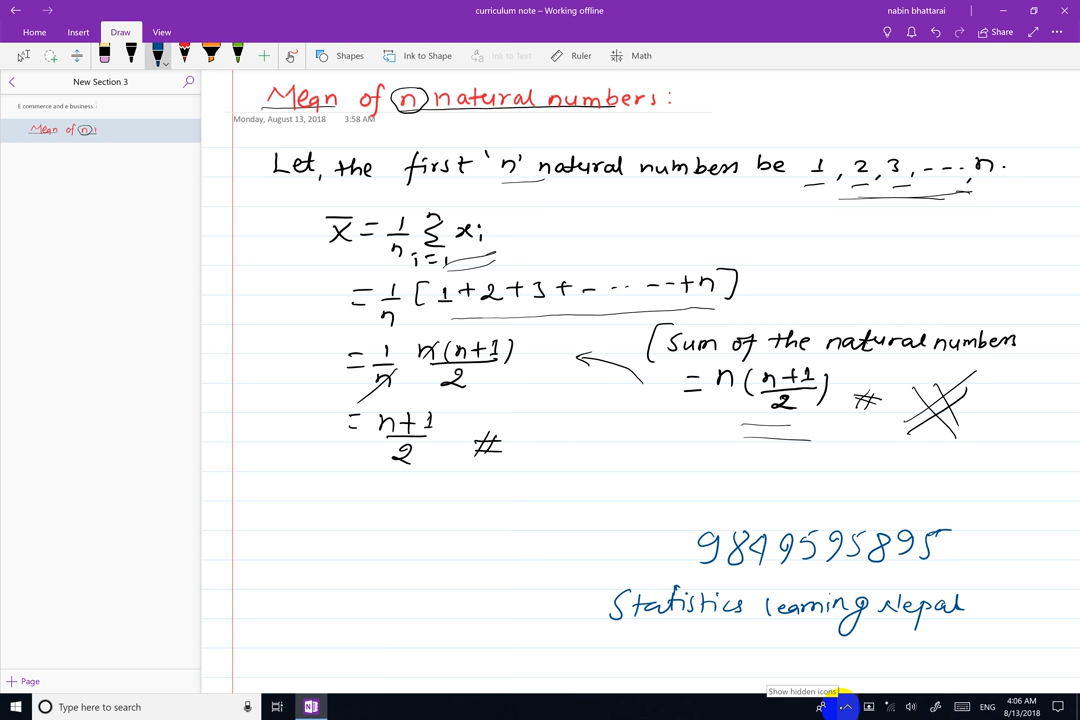 curriculum note – Working offline
nabin bhattarai
Home Insert Draw View
Share
Shapes Ink to Shape Ink to Text Ruler Math
New Section 3
E commerce and e business
Mean of n
Mean of n natural numbers:
Monday, August 13, 2018 3:58 AM
Let, the first 'n' natural numbers be 1, 2, 3, ----, n.
X̅ = 1/n Σ xi
i=1 n
= 1/n [1+2+3+- ... --+n]
= 1/n n(n+1)/2
[Sum of the natural numbers
= n(n+1/2) #
= n+1/2 #
9849595895
Statistics learning Nepal
Page
Show hidden icons
Type here to search
ENG
4:06 AM
8/13/2018